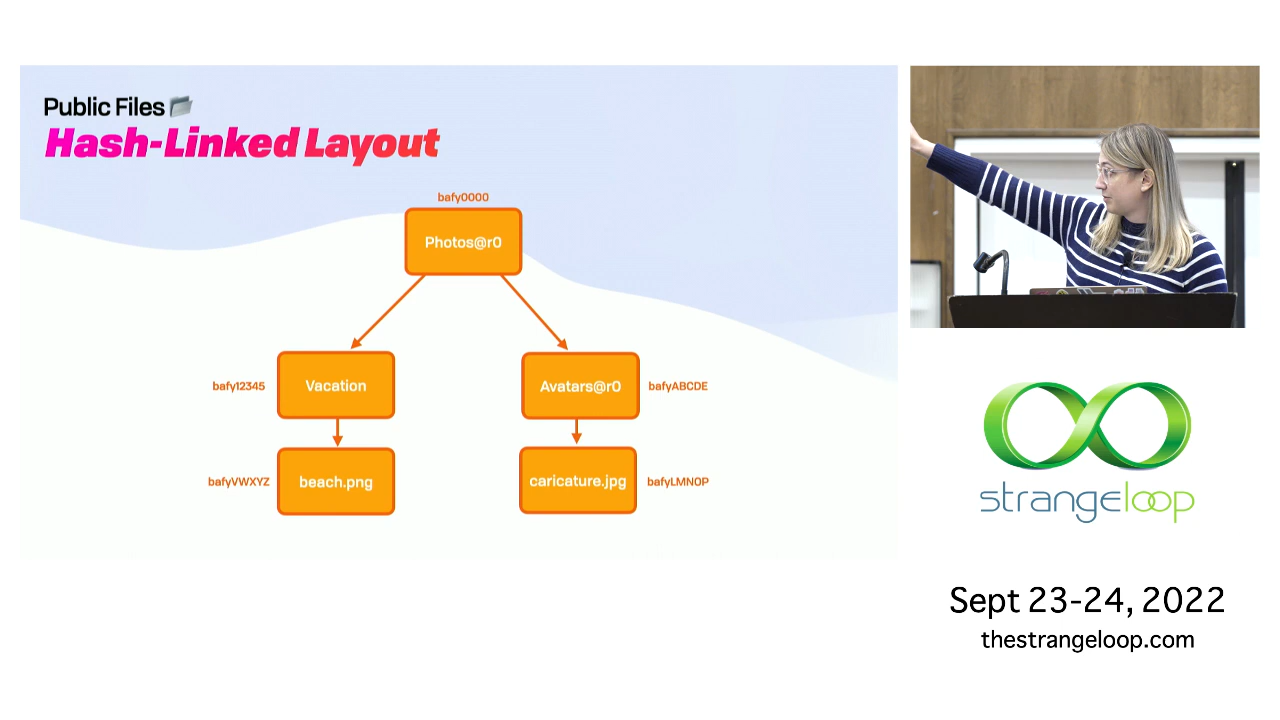 Public Files
Hash-Linked Layout
bafy0000
Photos@r0
bafy12345
Vacation
Avatars@r0
bafyABCDE
bafyVWXYZ
beach.png
caricature.jpg
bafyLMNOP
strangeloop
Sept 23-24, 2022
thestrangeloop.com